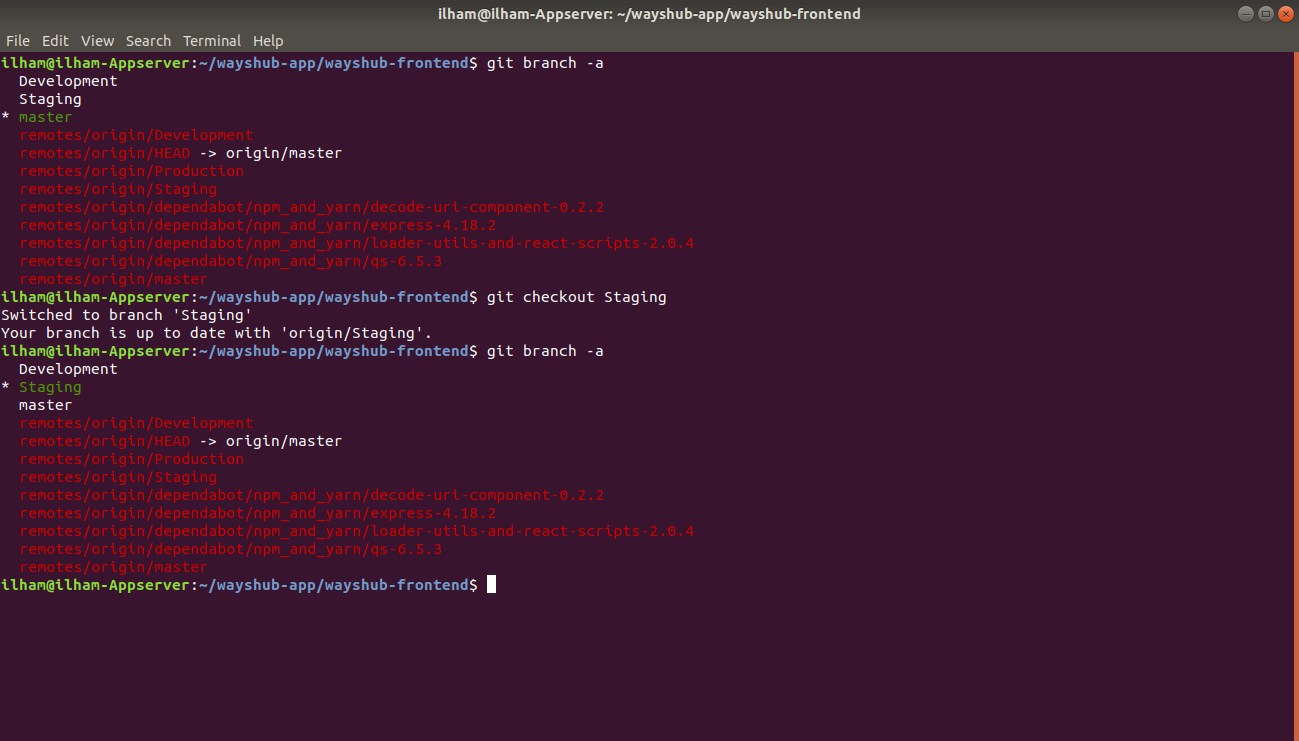 ilham@ilham-Appserver: ~/wayshub-app/wayshub-frontend
File Edit View Search Terminal Help
ilham@ilham-Appserver:~/wayshub-app/wayshub-frontend$ git branch -a
  Development
  Staging
* master
  remotes/origin/Development
  remotes/origin/HEAD -> origin/master
  remotes/origin/Production
  remotes/origin/Staging
  remotes/origin/dependabot/npm_and_yarn/decode-uri-component-0.2.2
  remotes/origin/dependabot/npm_and_yarn/express-4.18.2
  remotes/origin/dependabot/npm_and_yarn/loader-utils-and-react-scripts-2.0.4
  remotes/origin/dependabot/npm_and_yarn/qs-6.5.3
  remotes/origin/master
ilham@ilham-Appserver:~/wayshub-app/wayshub-frontend$ git checkout Staging
Switched to branch 'Staging'
Your branch is up to date with 'origin/Staging'.
ilham@ilham-Appserver:~/wayshub-app/wayshub-frontend$ git branch -a
  Development
* Staging
  master
  remotes/origin/Development
  remotes/origin/HEAD -> origin/master
  remotes/origin/Production
  remotes/origin/Staging
  remotes/origin/dependabot/npm_and_yarn/decode-uri-component-0.2.2
  remotes/origin/dependabot/npm_and_yarn/express-4.18.2
  remotes/origin/dependabot/npm_and_yarn/loader-utils-and-react-scripts-2.0.4
  remotes/origin/dependabot/npm_and_yarn/qs-6.5.3
  remotes/origin/master
ilham@ilham-Appserver:~/wayshub-app/wayshub-frontend$